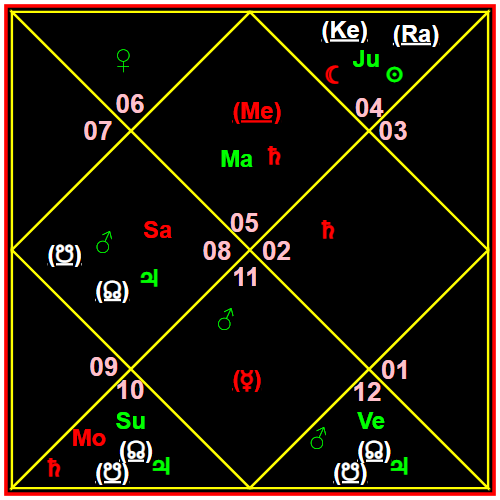 (Ke) (Ra)
♀ Ju
☾ ☉
06 04
07 03
(Me)
Ma ♄
05
Sa ♄
(☋) ♂ 08 02
11
(☊) ♃
♂
09 01
10 12
(☿)
Su Ve
Mo ♂
(☊) (☊)
♄ (☋) ♃ (☋) ♃